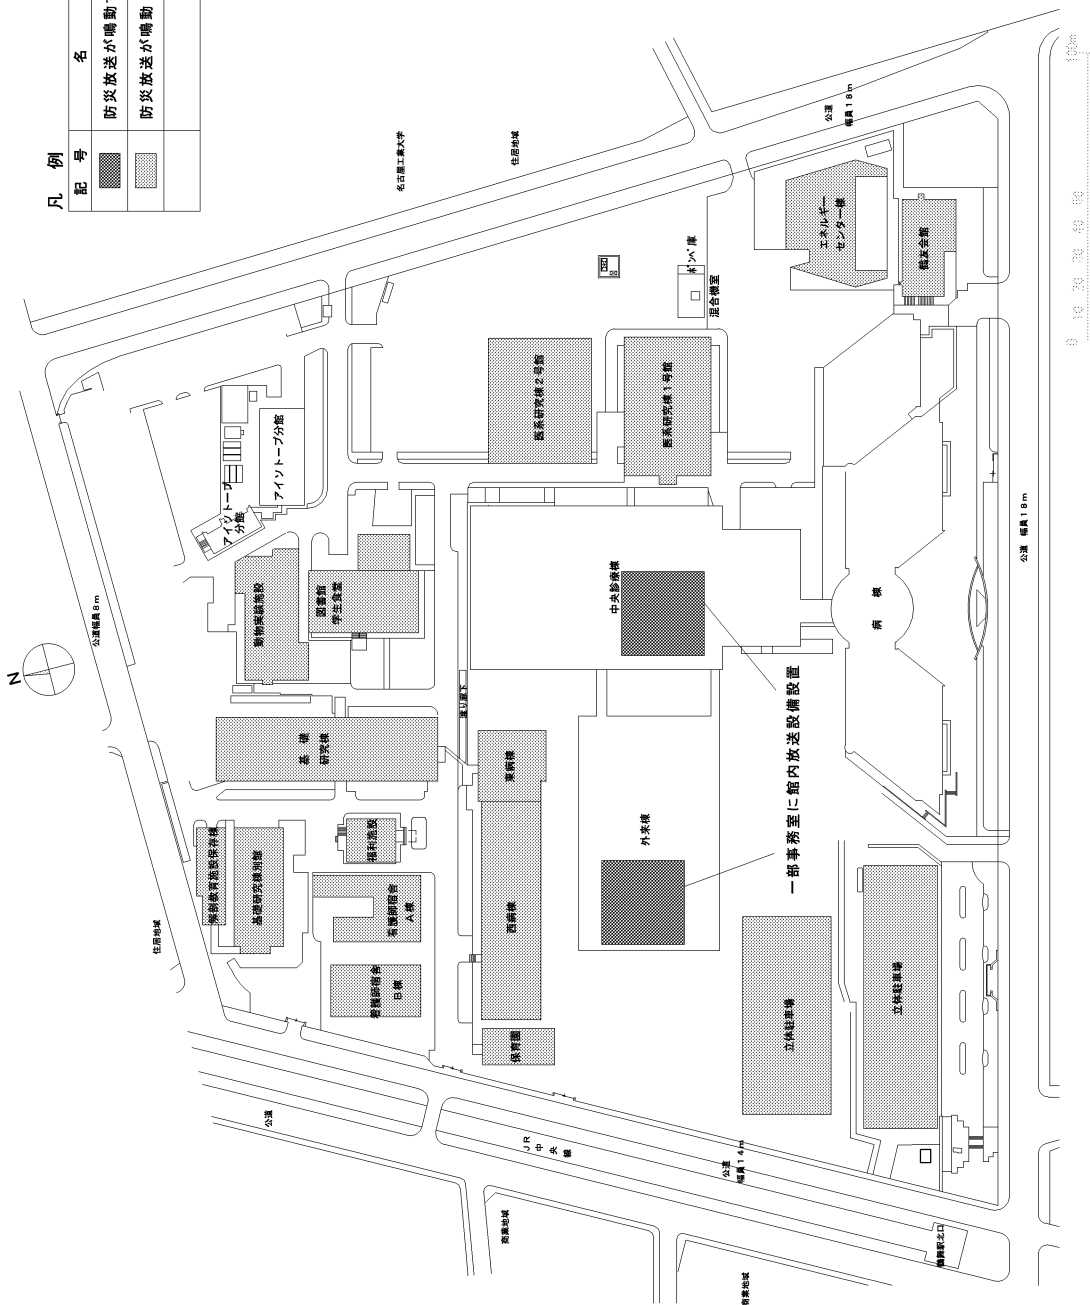 凡 例
記 号
名
防災放送が鳴動
防災放送が鳴動
名古屋工業大学
住居地域
公道
幅員18m
エネルギー
センター棟
鶴友会館
ボンベ庫
混合機室
医系研究棟2号館
医系研究棟1号館
アイソトープ分館
アイソトープ
分館
動物実験施設
図書館
学生食堂
中央診療棟
病 棟
公道 幅員18m
公道幅員8m
N
基 礎
研究棟
渡り廊下
東病棟
西病棟
外来棟
一部事務室に館内放送設備設置
福利施設
解剖教育施設保存棟
基礎研究棟別館
看護師宿舎
A棟
看護師宿舎
B棟
保育園
立体駐車場
立体駐車場
住居地域
公道
JR
中
央
線
公道
幅員14m
商業地域
商業地域
鶴舞駅北口
0 10 20 30 40 50 100m